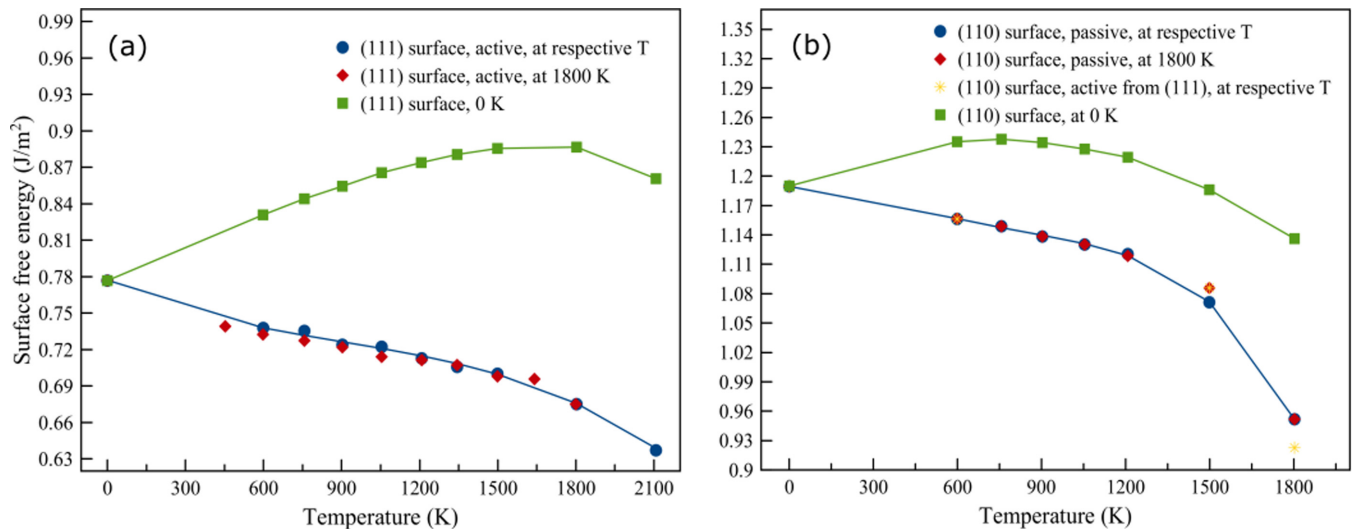 (a)
(111) surface, active, at respective T
(111) surface, active, at 1800 K
(111) surface, 0 K
Surface free energy (J/m²)
0.99
0.96
0.93
0.9
0.87
0.84
0.81
0.78
0.75
0.72
0.69
0.66
0.63
0 300 600 900 1200 1500 1800 2100
Temperature (K)
(b)
(110) surface, passive, at respective T
(110) surface, passive, at 1800 K
(110) surface, active from (111), at respective T
(110) surface, at 0 K
1.35
1.32
1.29
1.26
1.23
1.2
1.17
1.14
1.11
1.08
1.05
1.02
0.99
0.96
0.93
0.9
0 300 600 900 1200 1500 1800
Temperature (K)